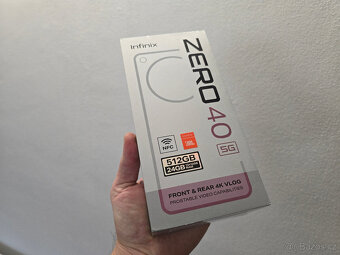 Infinix
ZERO 40
5G
NFC
JBL
512GB
24GB
FRONT & REAR 4K VLOG
PROSTABLE VIDEO CAPABILITIES